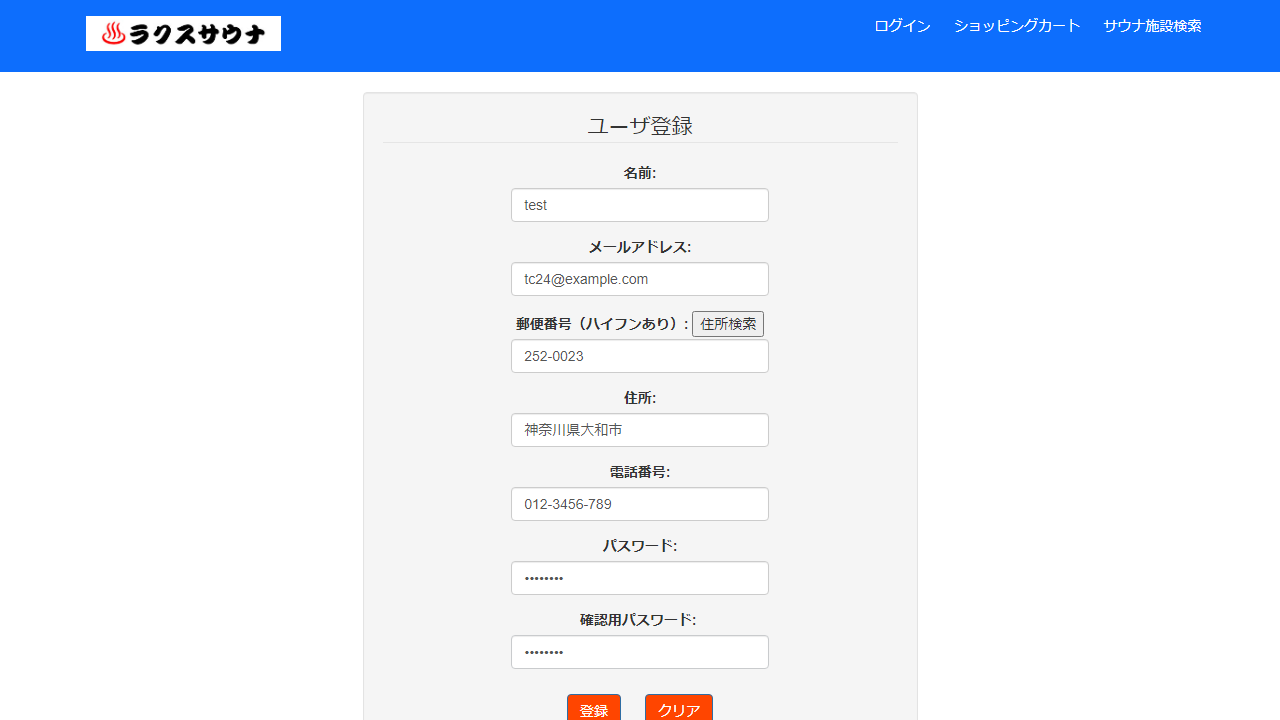 ラクスサウナ
ログイン ショッピングカート サウナ施設検索
ユーザ登録
名前:
test
メールアドレス:
tc24@example.com
郵便番号（ハイフンあり）: 住所検索
252-0023
住所:
神奈川県大和市
電話番号:
012-3456-789
パスワード:
••••••••
確認用パスワード:
••••••••
登録 クリア